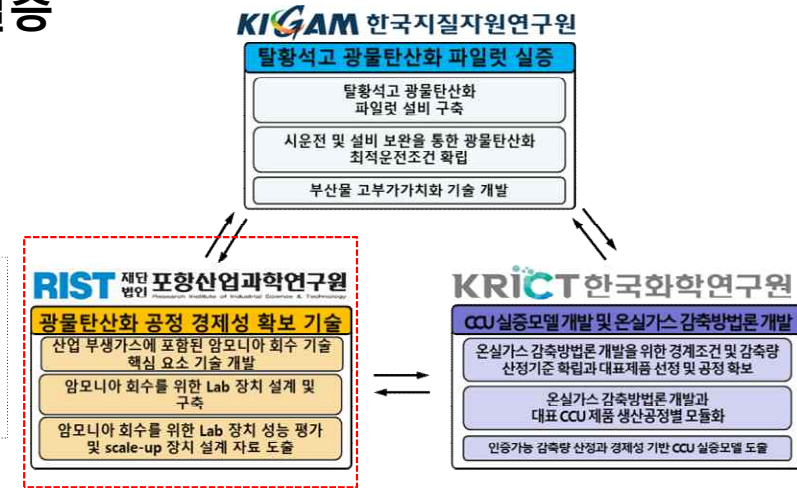 실증
KIGAM 한국지질자원연구원
탈황석고 광물탄산화 파일럿 실증
탈황석고 광물탄산화
파일럿 설비 구축
시운전 및 설비 보완을 통한 광물탄산화
최적운전조건 확립
부산물 고부가가치화 기술 개발
RIST 재단법인 포항산업과학연구원
Research Institute of Industrial Science & Technology
광물탄산화 공정 경제성 확보 기술
산업 부생가스에 포함된 암모니아 회수 기술
핵심 요소 기술 개발
암모니아 회수를 위한 Lab 장치 설계 및
구축
암모니아 회수를 위한 Lab 장치 성능 평가
및 scale-up 장치 설계 자료 도출
KRICT 한국화학연구원
CCU 실증모델 개발 및 온실가스 감축방법론 개발
온실가스 감축방법론 개발을 위한 경계조건 및 감축량
산정기준 확립과 대표제품 선정 및 공정 확보
온실가스 감축방법론 개발과
대표 CCU 제품 생산공정별 모듈화
인증가능 감축량 산정과 경제성 기반 CCU 실증모델 도출